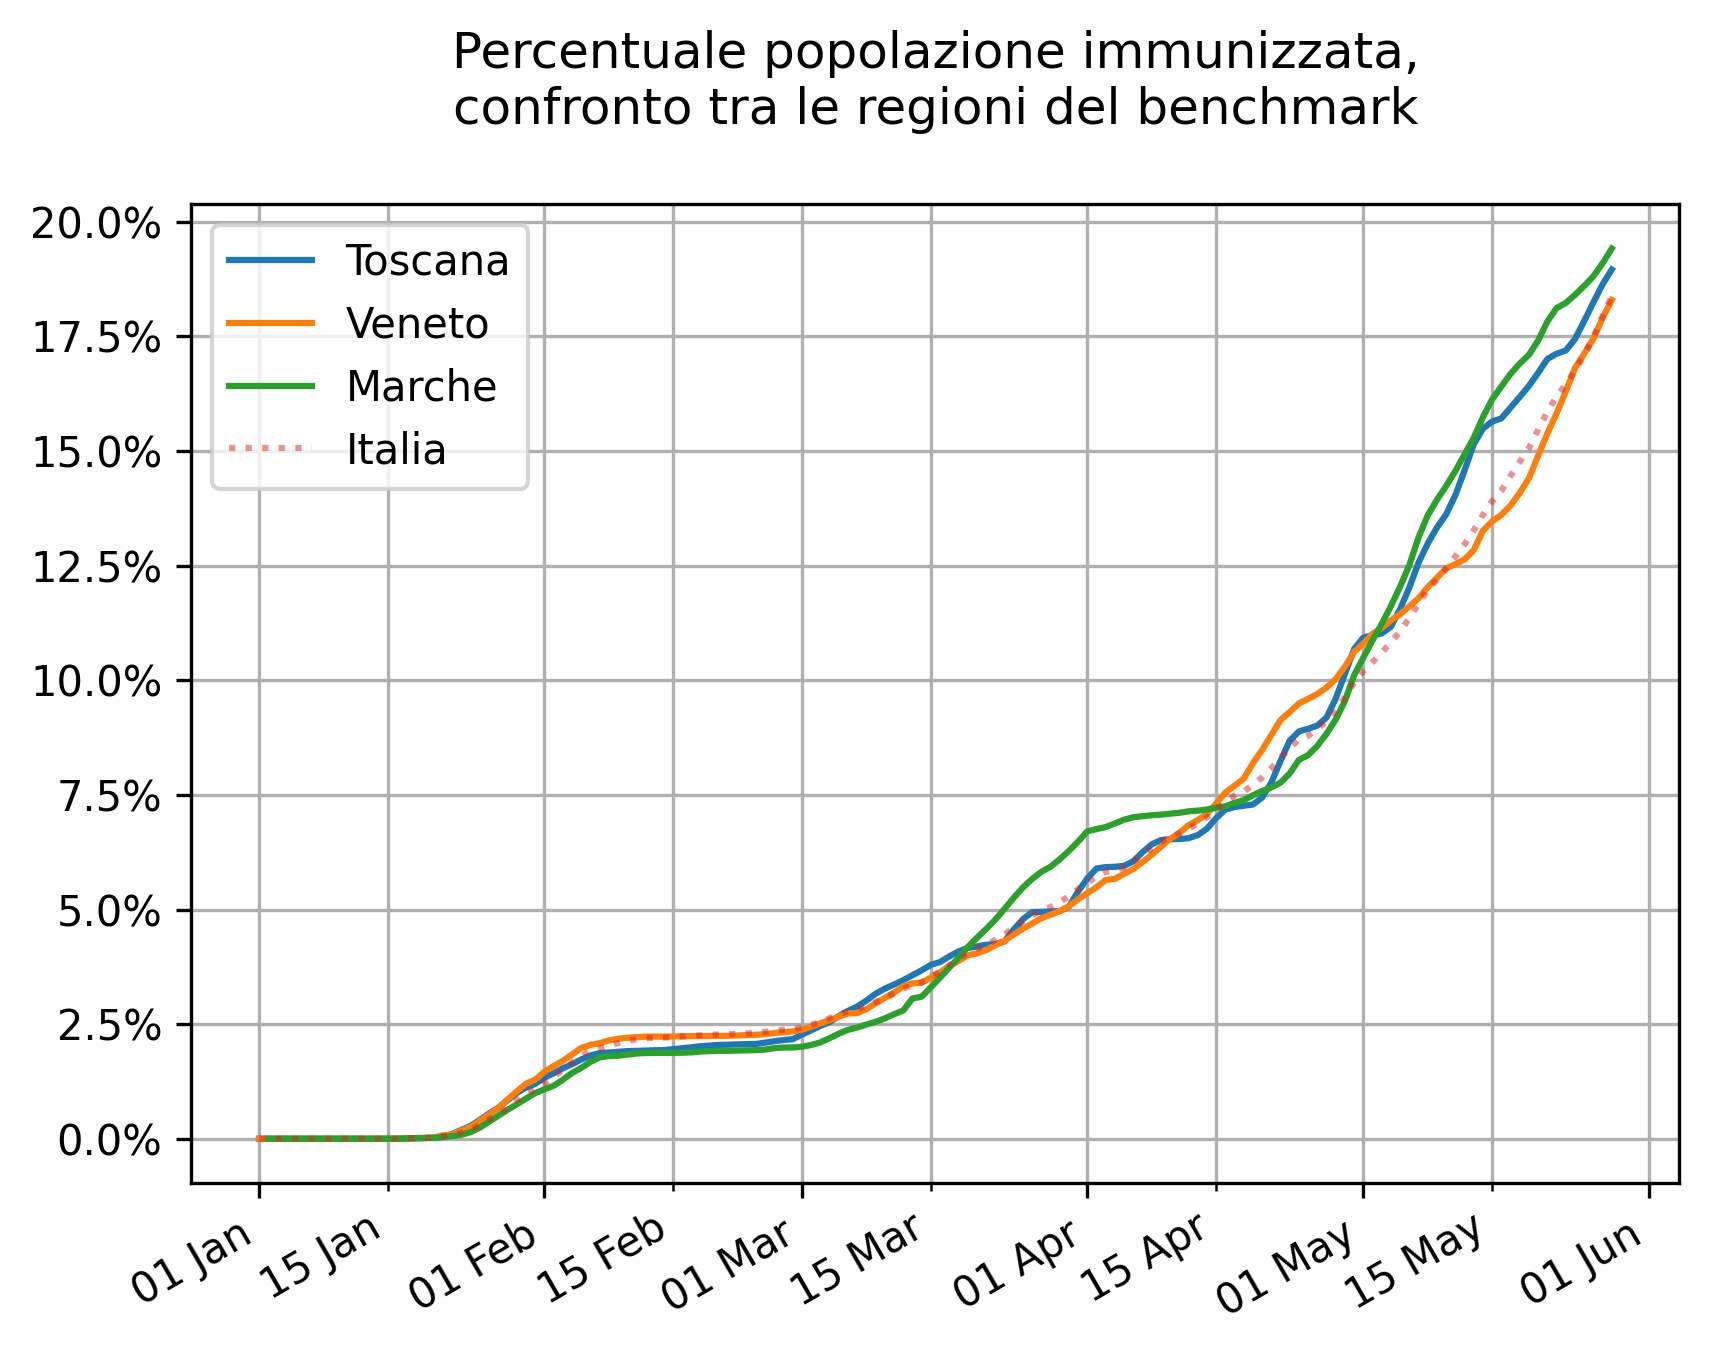 Percentuale popolazione immunizzata,
confronto tra le regioni del benchmark
20.0%
17.5%
15.0%
12.5%
10.0%
7.5%
5.0%
2.5%
0.0%
Toscana
Veneto
Marche
Italia
01 Jan
15 Jan
01 Feb
15 Feb
01 Mar
15 Mar
01 Apr
15 Apr
01 May
15 May
01 Jun